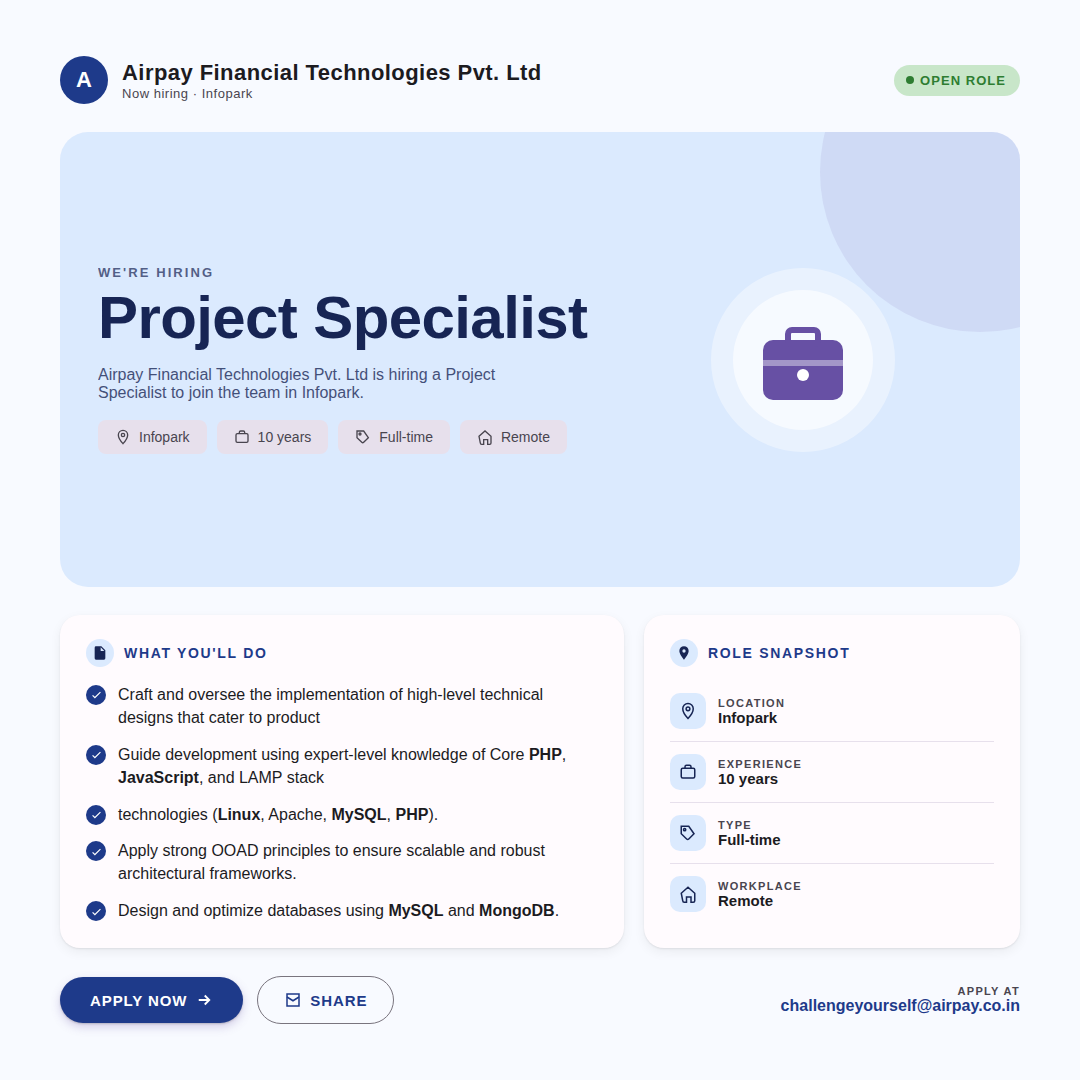 A
Airpay Financial Technologies Pvt. Ltd
Now hiring · Infopark
OPEN ROLE
WE'RE HIRING
Project Specialist
Airpay Financial Technologies Pvt. Ltd is hiring a Project
Specialist to join the team in Infopark.
Infopark
10 years
Full-time
Remote
WHAT YOU'LL DO
Craft and oversee the implementation of high-level technical
designs that cater to product
Guide development using expert-level knowledge of Core PHP,
JavaScript, and LAMP stack
technologies (Linux, Apache, MySQL, PHP).
Apply strong OOAD principles to ensure scalable and robust
architectural frameworks.
Design and optimize databases using MySQL and MongoDB.
ROLE SNAPSHOT
LOCATION
Infopark
EXPERIENCE
10 years
TYPE
Full-time
WORKPLACE
Remote
APPLY NOW
SHARE
APPLY AT
challengeyourself@airpay.co.in